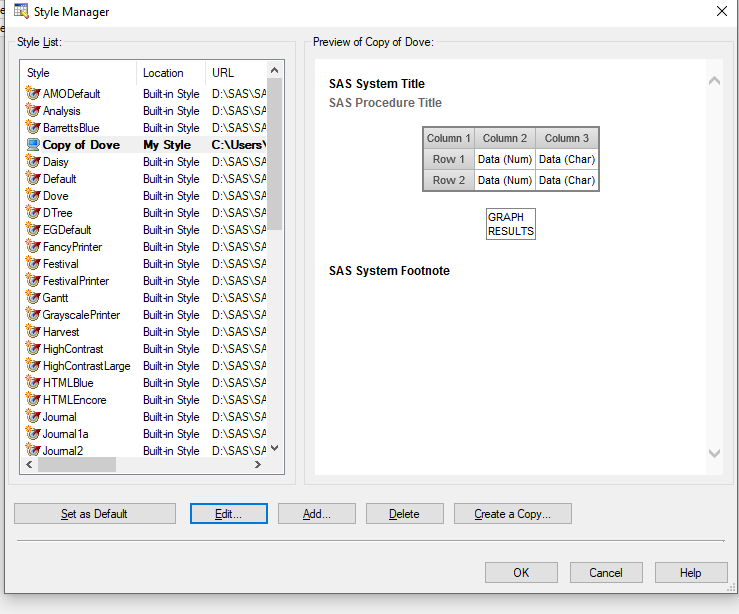 Style Manager
Style List:
Style Location URL
AMODefault Built-in Style D:\SAS\SA
Analysis Built-in Style D:\SAS\SA
BarrettsBlue Built-in Style D:\SAS\SA
Copy of Dove My Style C:\Users\
Daisy Built-in Style D:\SAS\SA
Default Built-in Style D:\SAS\SA
Dove Built-in Style D:\SAS\SA
DTree Built-in Style D:\SAS\SA
EGDefault Built-in Style D:\SAS\SA
FancyPrinter Built-in Style D:\SAS\SA
Festival Built-in Style D:\SAS\SA
FestivalPrinter Built-in Style D:\SAS\SA
Gantt Built-in Style D:\SAS\SA
GrayscalePrinter Built-in Style D:\SAS\SA
Harvest Built-in Style D:\SAS\SA
HighContrast Built-in Style D:\SAS\SA
HighContrastLarge Built-in Style D:\SAS\SA
HTMLBlue Built-in Style D:\SAS\SA
HTMLEncore Built-in Style D:\SAS\SA
Journal Built-in Style D:\SAS\SA
Journal1a Built-in Style D:\SAS\SA
Journal2 Built-in Style D:\SAS\SA
Preview of Copy of Dove:
SAS System Title
SAS Procedure Title
Column 1 Column 2 Column 3
Row 1 Data (Num) Data (Char)
Row 2 Data (Num) Data (Char)
GRAPH
RESULTS
SAS System Footnote
Set as Default Edit... Add... Delete Create a Copy...
OK Cancel Help